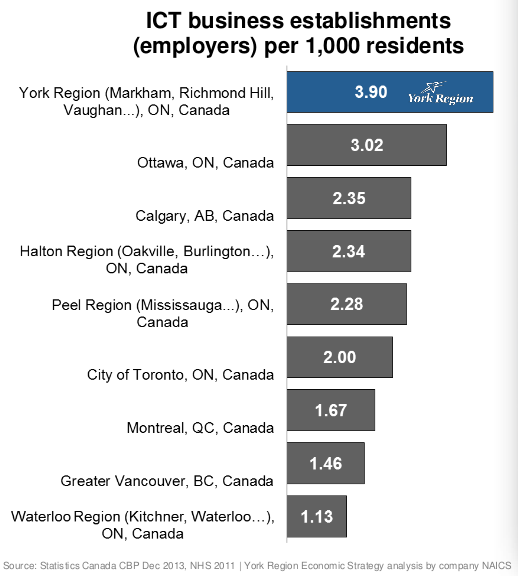 ICT business establishments
(employers) per 1,000 residents
York Region (Markham, Richmond Hill,
Vaughan...), ON, Canada
3.90
York Region
Ottawa, ON, Canada
3.02
Calgary, AB, Canada
2.35
Halton Region (Oakville, Burlington…),
ON, Canada
2.34
Peel Region (Mississauga...), ON,
Canada
2.28
City of Toronto, ON, Canada
2.00
Montreal, QC, Canada
1.67
Greater Vancouver, BC, Canada
1.46
Waterloo Region (Kitchner, Waterloo…),
ON, Canada
1.13
Source: Statistics Canada CBP Dec 2013, NHS 2011 | York Region Economic Strategy analysis by company NAICS